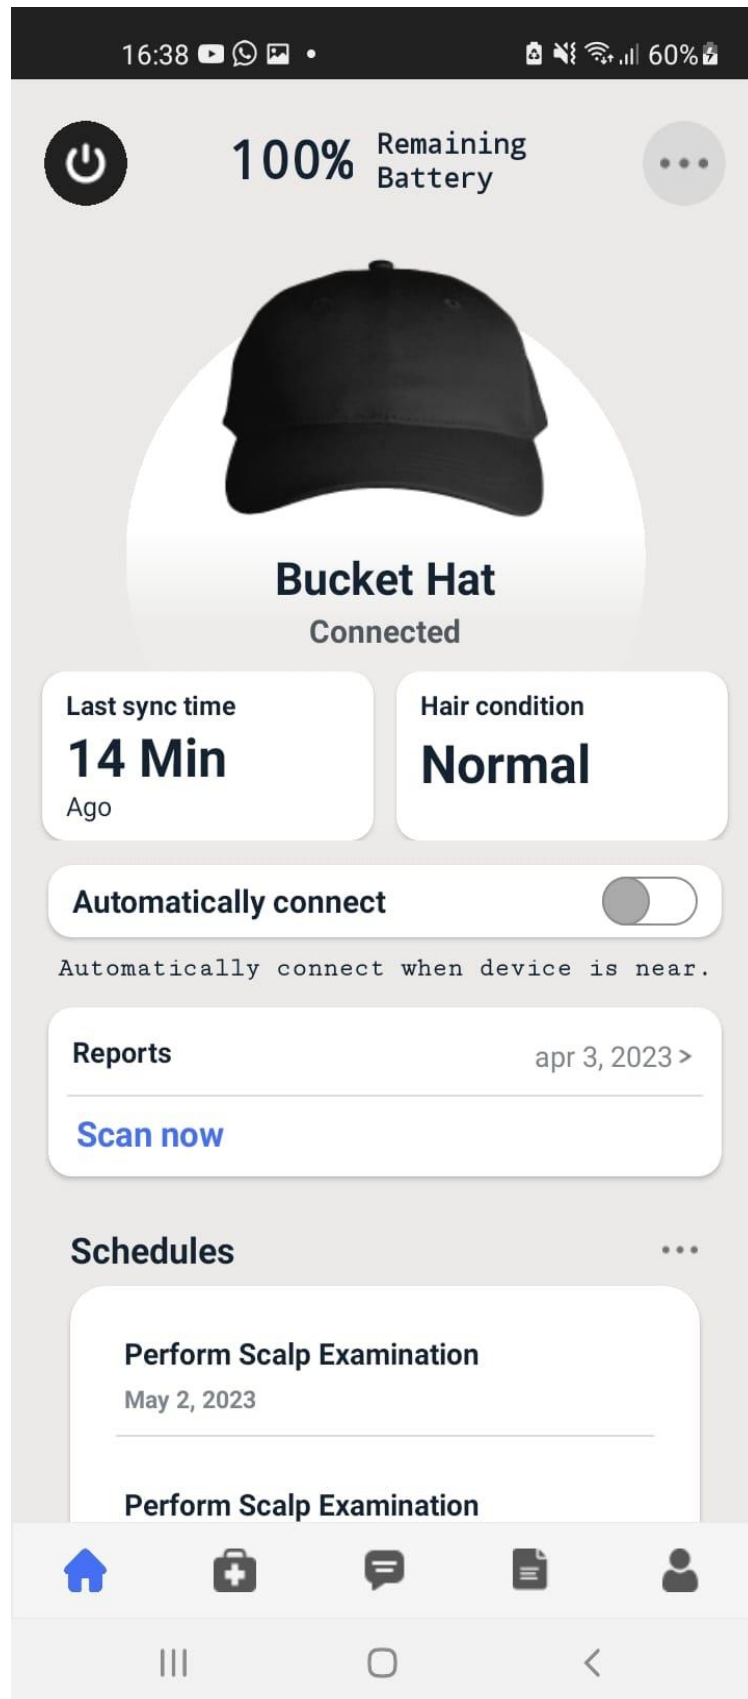 16:38
60%
100% Remaining
Battery
Bucket Hat
Connected
Last sync time
14 Min
Ago
Hair condition
Normal
Automatically connect
Automatically connect when device is near.
Reports
apr 3, 2023 >
Scan now
Schedules
Perform Scalp Examination
May 2, 2023
Perform Scalp Examination